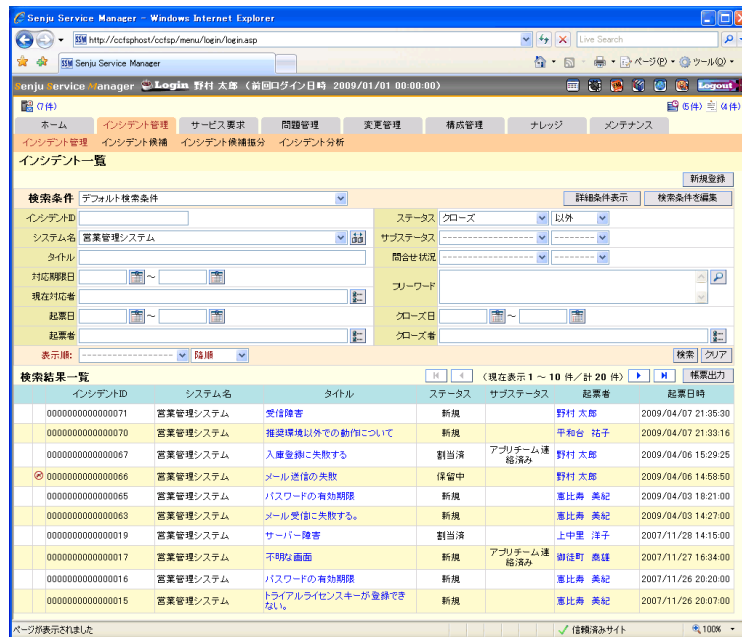 Senju Service Manager - Windows Internet Explorer
http://ccfsphost/ccfsp/menu/login/login.asp
Live Search
Senju Service Manager
ページ(P)
ツール(O)
Senju Service Manager Login 野村 太郎 (前回ログイン日時 2009/01/01 00:00:00)
Logout
(7件)
(5件) (4件)
ホーム インシデント管理 サービス要求 問題管理 変更管理 構成管理 ナレッジ メンテナンス
インシデント管理 インシデント候補 インシデント候補振分 インシデント分析
インシデント一覧
新規登録
検索条件 デフォルト検索条件 詳細条件表示 検索条件を編集
インシデントID ステータス クローズ 以外
システム名 営業管理システム サブステータス
タイトル 問合せ状況
対応期限日 ～ フリーワード
現在対応者
起票日 ～ クローズ日 ～
起票者 クローズ者
表示順: 降順 検索 クリア
検索結果一覧 (現在表示 1 ～ 10 件/計 20 件) 帳票出力
インシデントID システム名 タイトル ステータス サブステータス 起票者 起票日時
0000000000000071 営業管理システム 受信障害 新規 野村 太郎 2009/04/07 21:35:30
0000000000000070 営業管理システム 推奨環境以外での動作について 新規 平和台 祐子 2009/04/07 21:33:16
0000000000000067 営業管理システム 入庫登録に失敗する 割当済 アプリチーム連絡済み 野村 太郎 2009/04/06 15:29:25
0000000000000066 営業管理システム メール送信の失敗 保留中 野村 太郎 2009/04/06 14:58:50
0000000000000065 営業管理システム パスワードの有効期限 新規 恵比寿 美紀 2009/04/03 18:21:00
0000000000000063 営業管理システム メール受信に失敗する。 新規 恵比寿 美紀 2009/04/03 14:27:00
0000000000000019 営業管理システム サーバー障害 割当済 上中里 洋子 2007/11/28 14:15:00
0000000000000017 営業管理システム 不明な画面 新規 アプリチーム連絡済み 御徒町 2007/11/27 16:34:00
0000000000000016 営業管理システム パスワードの有効期限 新規 恵比寿 美紀 2007/11/26 20:20:00
0000000000000015 営業管理システム トライアルライセンスキーが登録できない。 新規 恵比寿 美紀 2007/11/26 20:07:00
ページが表示されました
信頼済みサイト
100%